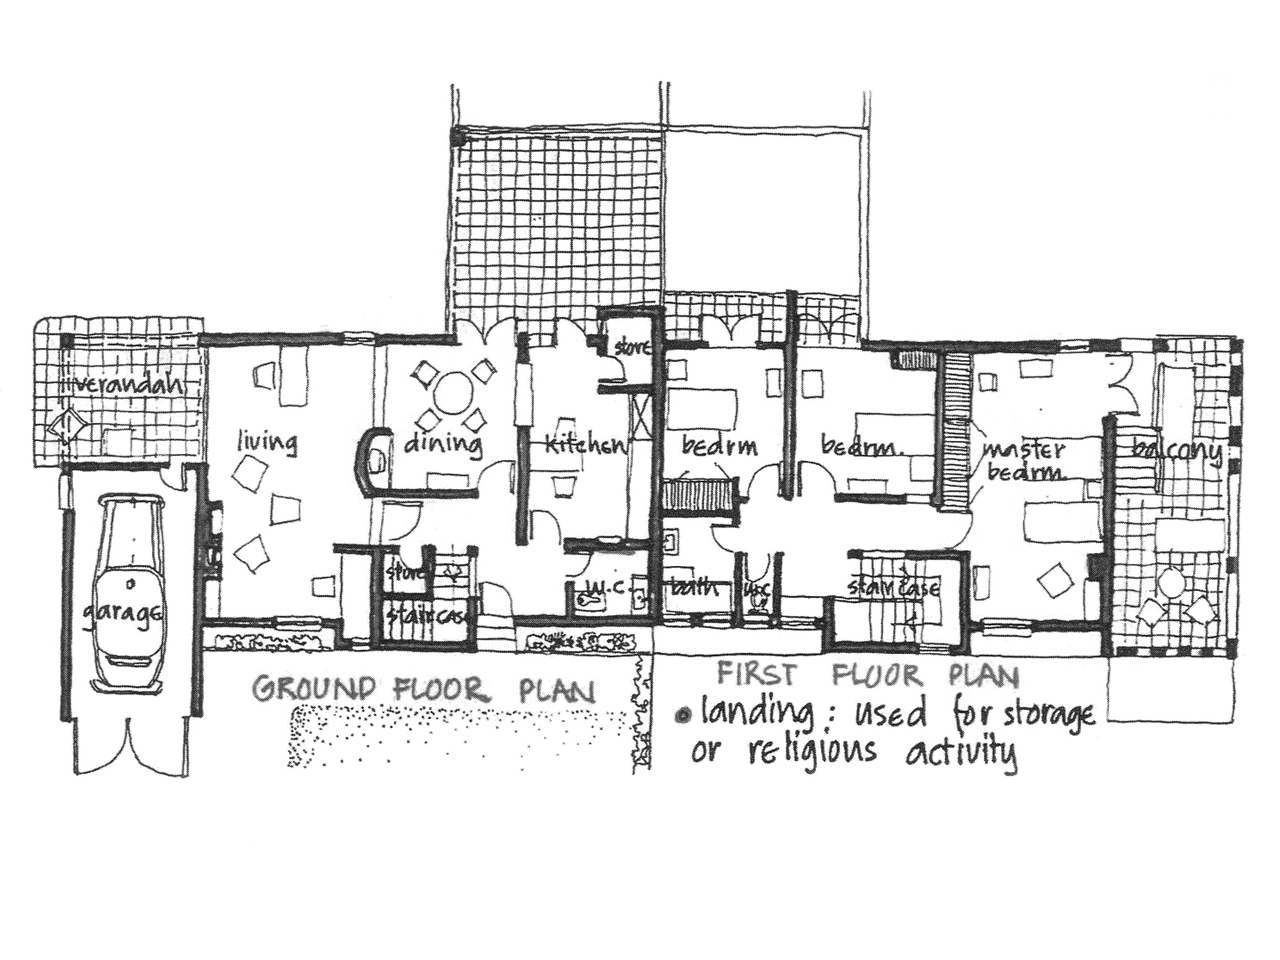 verandah
living
dining
kitchen
store
garage
store
staircase
w.c.
GROUND FLOOR PLAN
bedrm
bedrm.
master
bedrm.
balcony
bath
w.c
staircase
FIRST FLOOR PLAN
• landing : used for storage
or religious activity